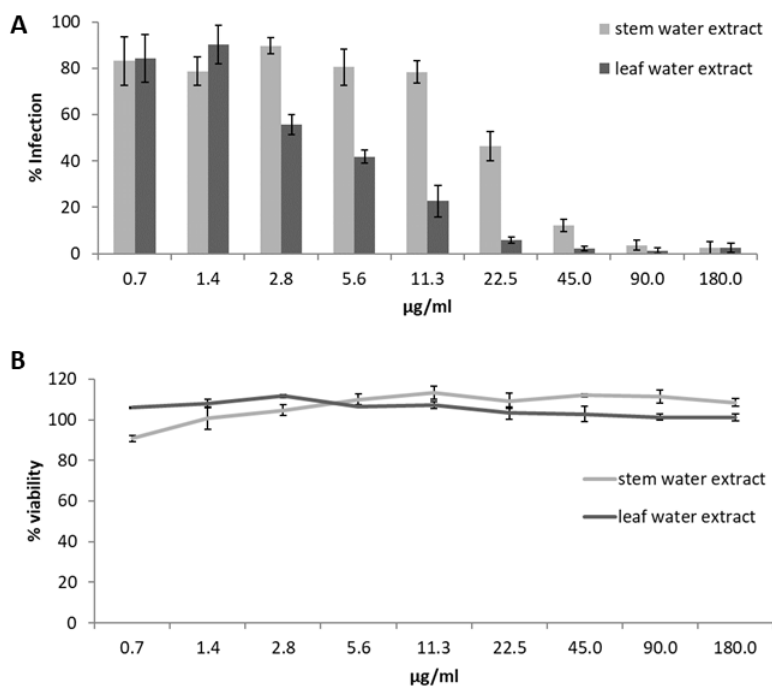 A
% Infection
120
100
80
60
40
20
0
stem water extract
leaf water extract
0.7 1.4 2.8 5.6 11.3 22.5 45.0 90.0 180.0
µg/ml
B
% viability
120
100
80
60
40
20
0
stem water extract
leaf water extract
0.7 1.4 2.8 5.6 11.3 22.5 45.0 90.0 180.0
µg/ml